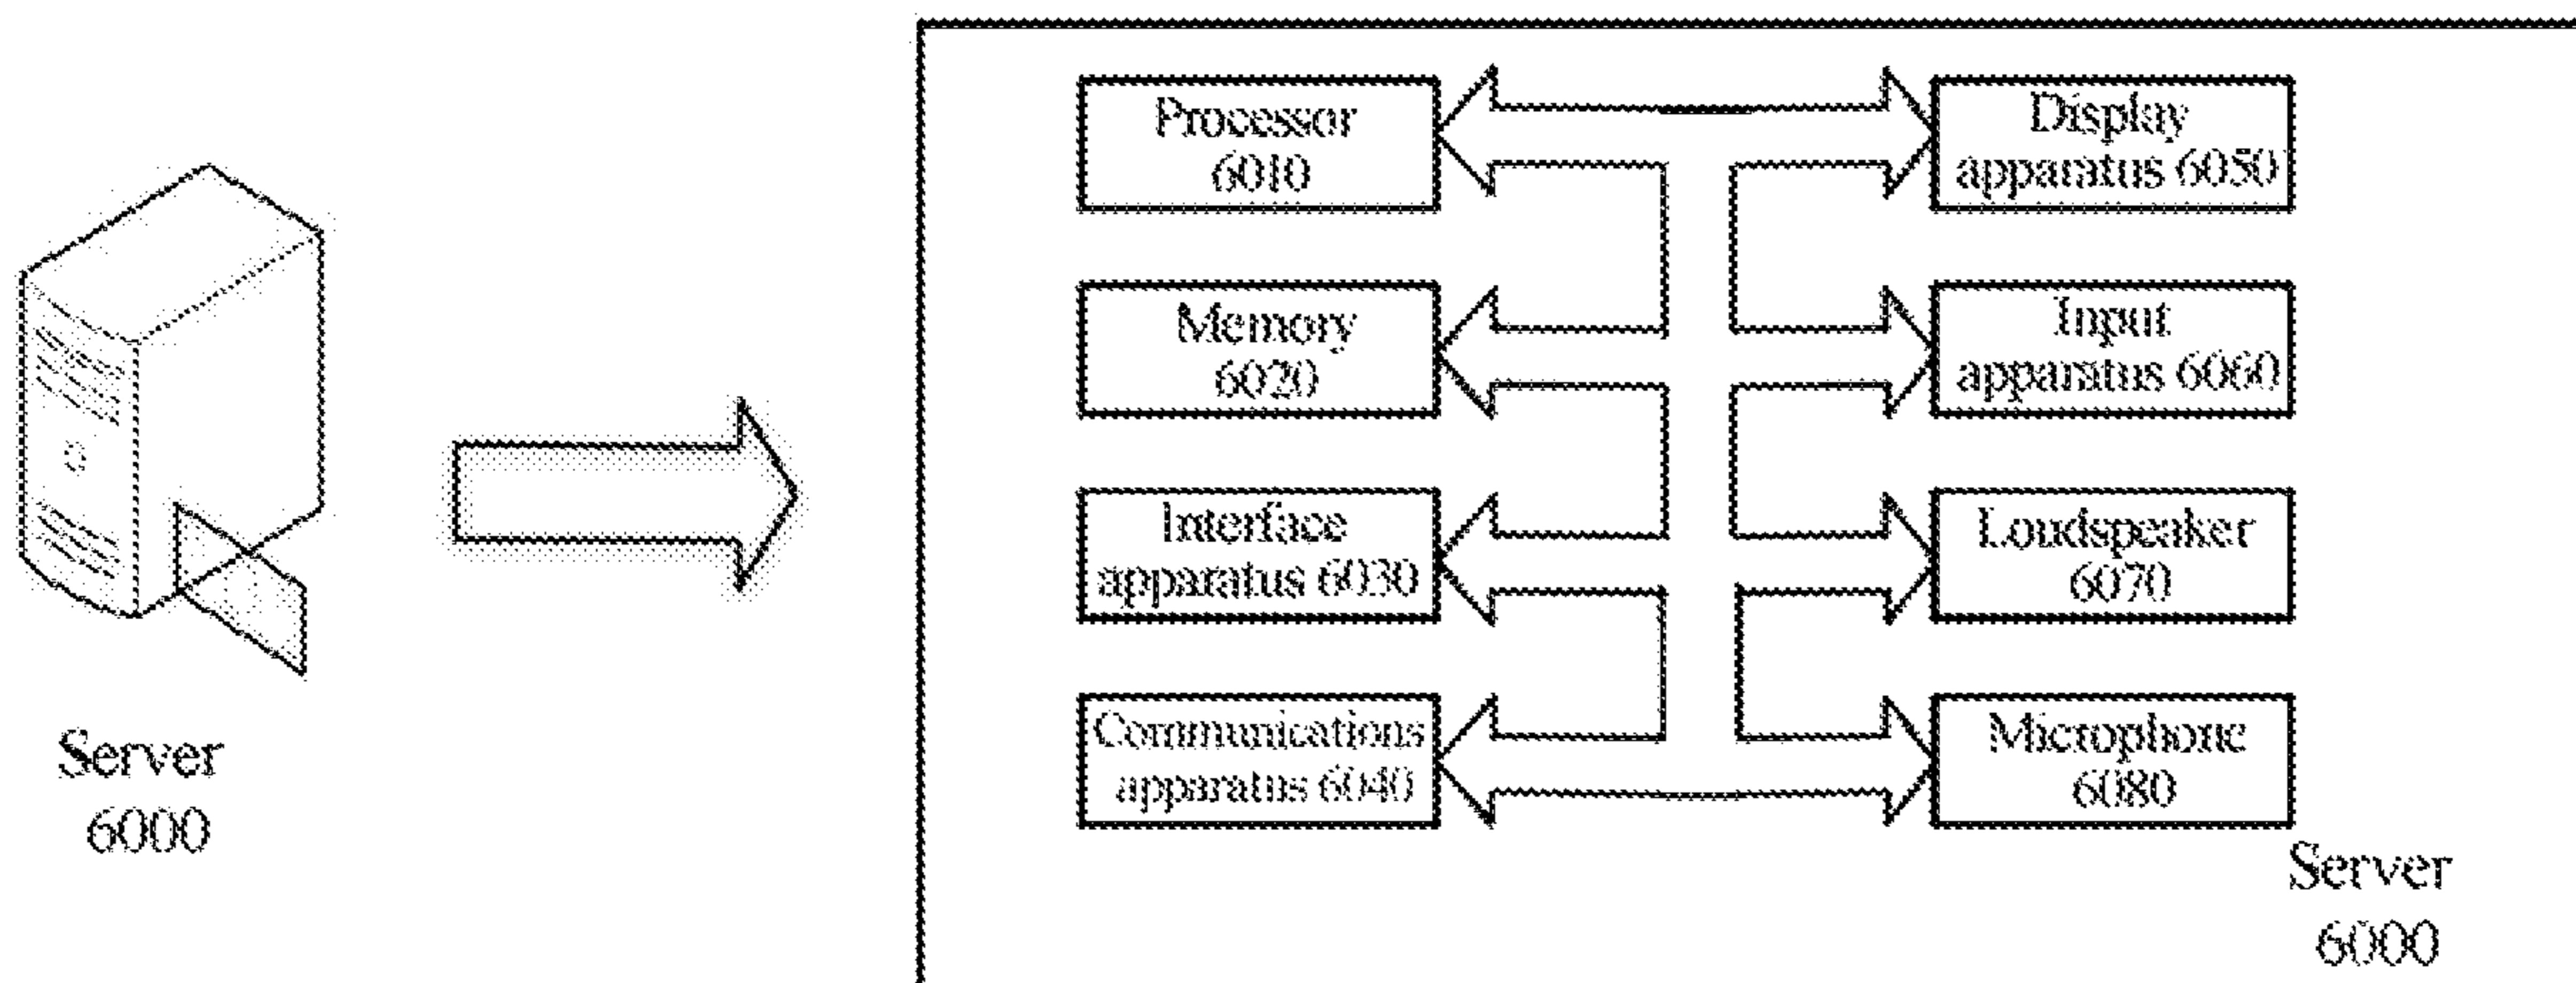 Server
6000
Processor
6010
Display
apparatus 6050
Memory
6020
Input
apparatus 6060
Interface
apparatus 6030
Loudspeaker
6070
Communications
apparatus 6040
Microphone
6080
Server
6000